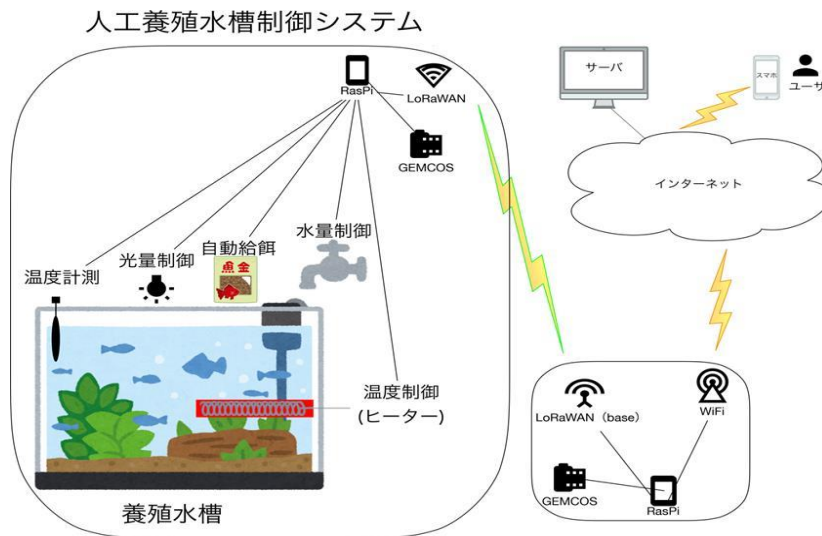 人工養殖水槽制御システム
RasPi
LoRaWAN
GEMCOS
温度計測
光量制御
自動給餌
水量制御
魚金
温度制御
(ヒーター)
養殖水槽
サーバ
スマホ
ユーザ
インターネット
LoRaWAN（base）
WiFi
GEMCOS
RasPi